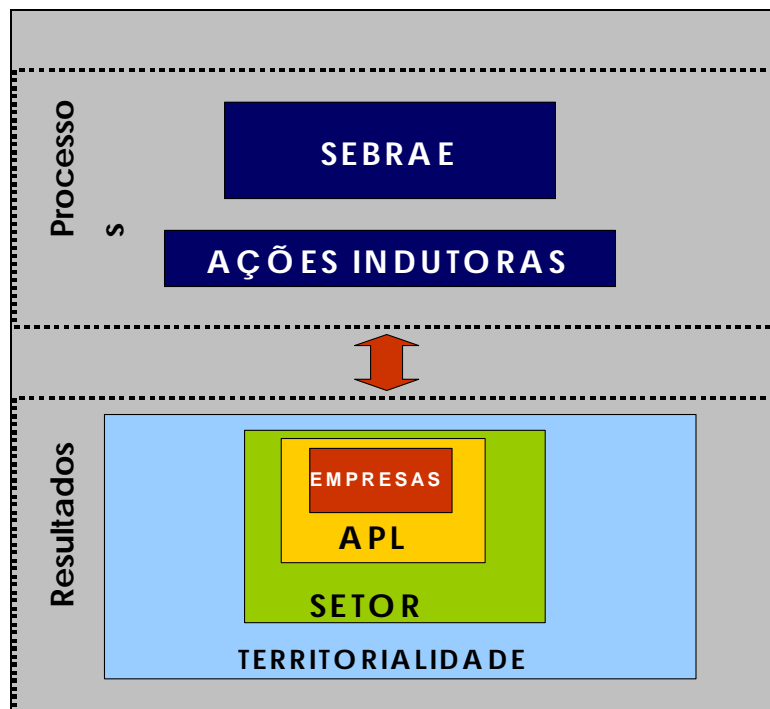 Processo
s
SEBRAE
AÇÕES INDUTORAS
Resultados
EMPRESAS
APL
SETOR
TERRITORIALIDADE